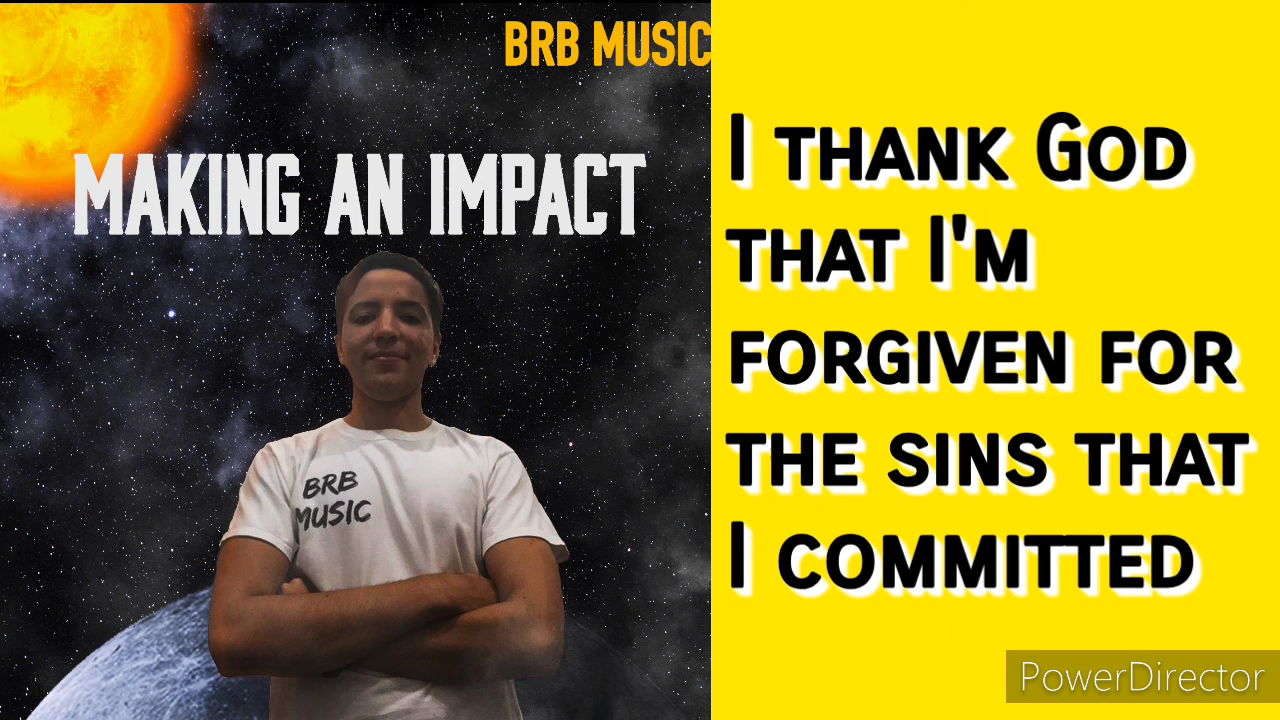 BRB MUSIC
MAKING AN IMPACT
BRB
MUSIC
I THANK GOD
THAT I'M
FORGIVEN FOR
THE SINS THAT
I COMMITTED
PowerDirector